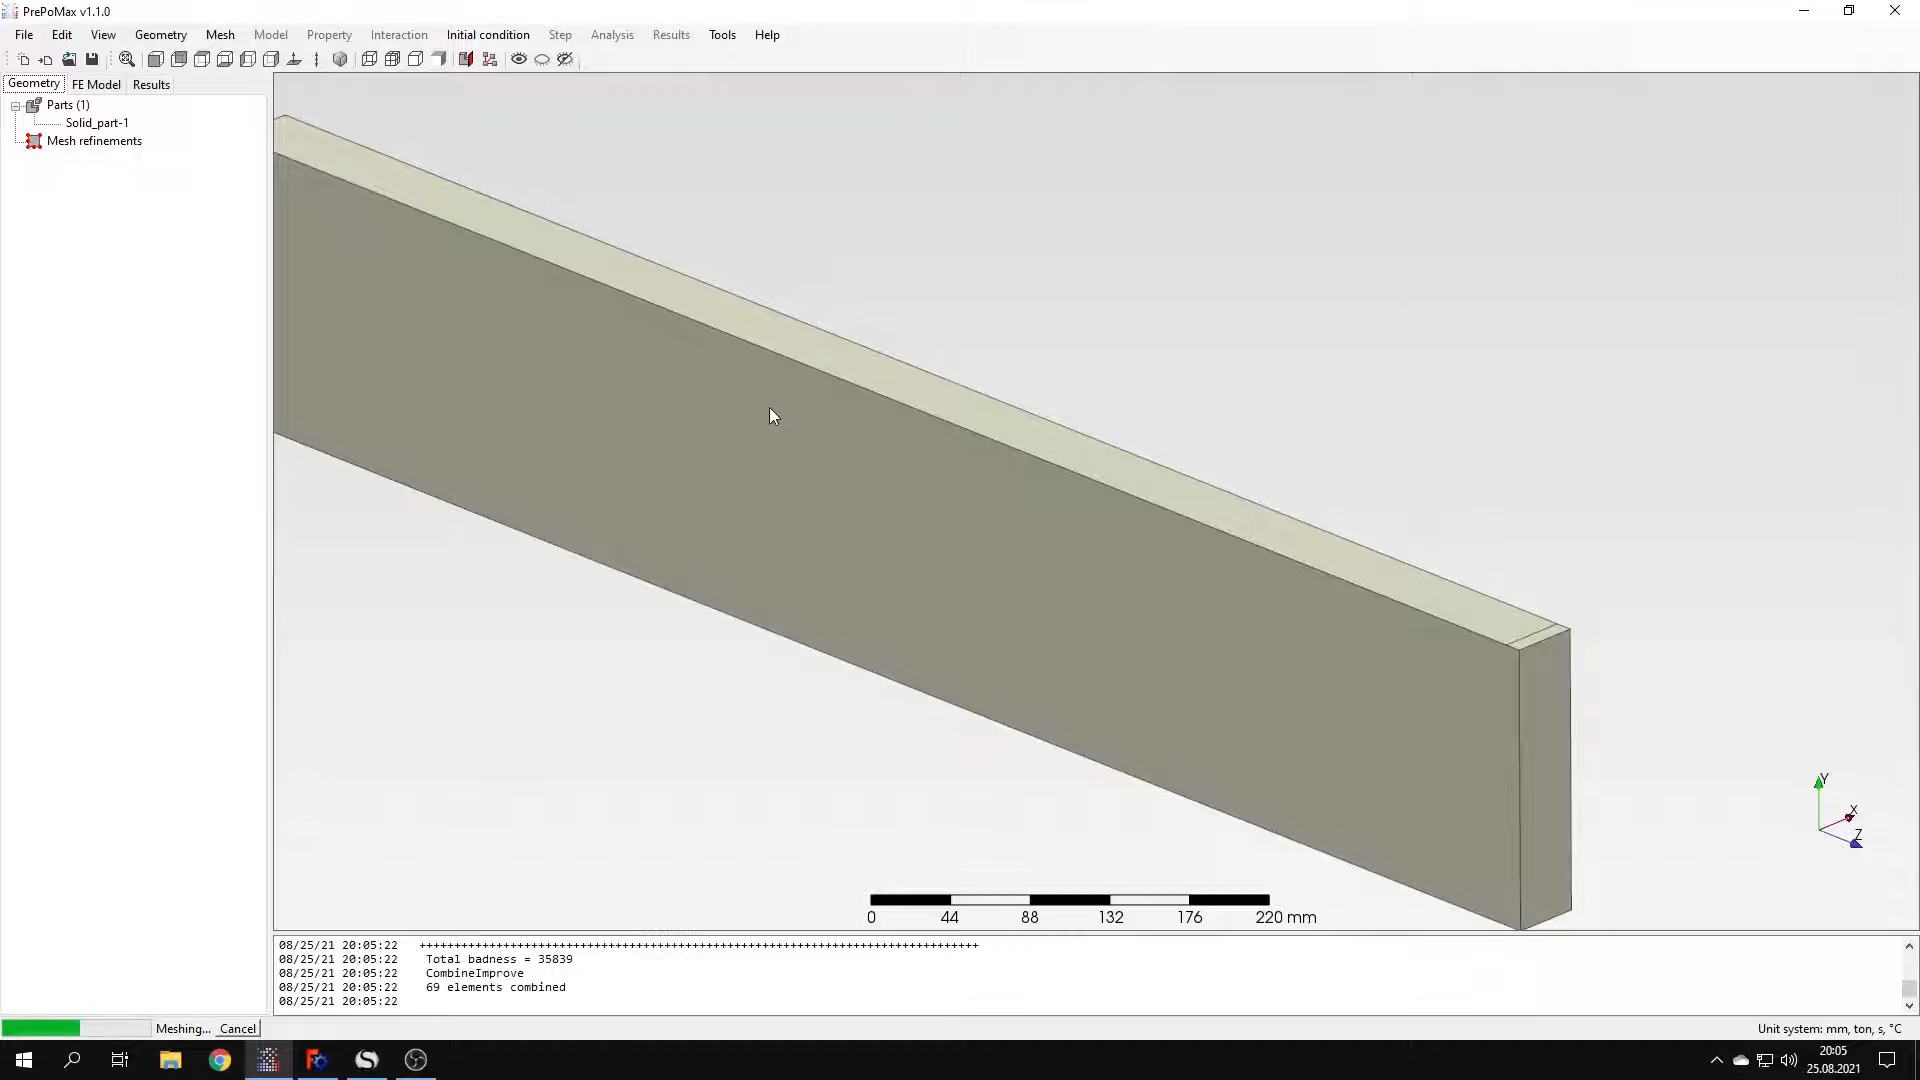 PrePoMax v1.1.0
File Edit View Geometry Mesh Model Property Interaction Initial condition Step Analysis Results Tools Help
Geometry FE Model Results
Parts (1)
Solid_part-1
Mesh refinements
Y
X
Z
0 44 88 132 176 220 mm
08/25/21 20:05:22 ++++++++++++++++++++++++++++++++++++++++++++++++++++++++++++++++++++++++++++++++
08/25/21 20:05:22 Total badness = 35839
08/25/21 20:05:22 CombineImprove
08/25/21 20:05:22 69 elements combined
08/25/21 20:05:22
Meshing... Cancel Unit system: mm, ton, s, °C
20:05
25.08.2021